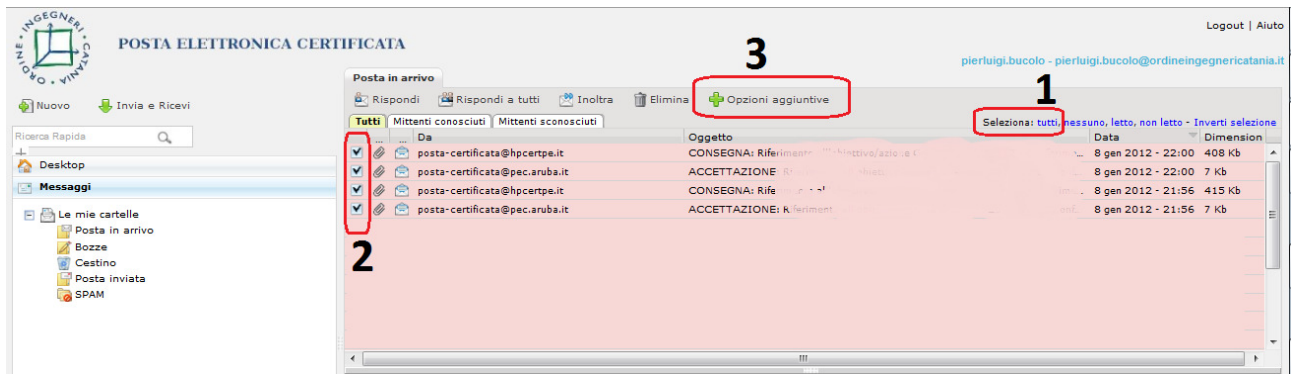 ORDINE · INGEGNERI · CATANIA
POSTA ELETTRONICA CERTIFICATA
Logout | Aiuto
pierluigi.bucolo - pierluigi.bucolo@ordineingegnericatania.it
3
Posta in arrivo
1
Nuovo Invia e Ricevi
Rispondi Rispondi a tutti Inoltra Elimina Opzioni aggiuntive
Tutti Mittenti conosciuti Mittenti sconosciuti
Seleziona: tutti, nessuno, letto, non letto - Inverti selezione
Ricerca Rapida
... ... Da Oggetto Data Dimension
Desktop
posta-certificata@hpcertpe.it CONSEGNA: ... 8 gen 2012 - 22:00 408 Kb
posta-certificata@pec.aruba.it ACCETTAZIONE: 8 gen 2012 - 22:00 7 Kb
Messaggi
posta-certificata@hpcertpe.it CONSEGNA: 8 gen 2012 - 21:56 415 Kb
posta-certificata@pec.aruba.it ACCETTAZIONE: 8 gen 2012 - 21:56 7 Kb
2
Le mie cartelle
Posta in arrivo
Bozze
Cestino
Posta inviata
SPAM